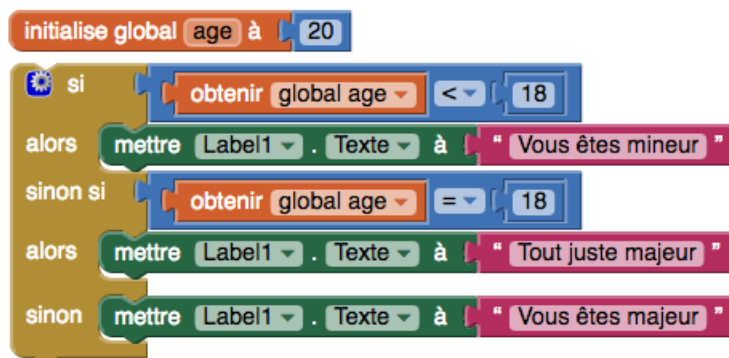 initialise global age à 20
si obtenir global age < 18
alors mettre Label1 . Texte à " Vous êtes mineur "
sinon si obtenir global age = 18
alors mettre Label1 . Texte à " Tout juste majeur "
sinon mettre Label1 . Texte à " Vous êtes majeur "